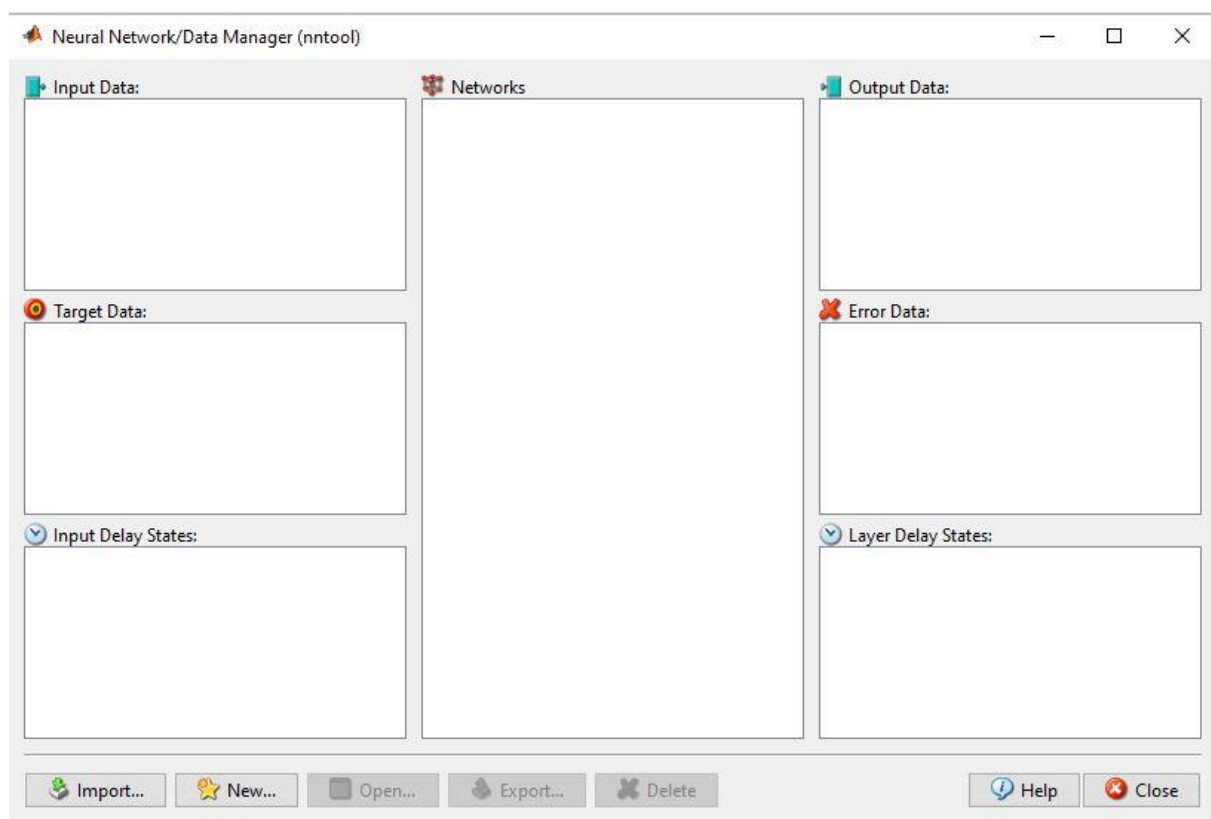 Neural Network/Data Manager (nntool)
Input Data:
Networks
Output Data:
Target Data:
Error Data:
Input Delay States:
Layer Delay States:
Import...
New...
Open...
Export...
Delete
Help
Close